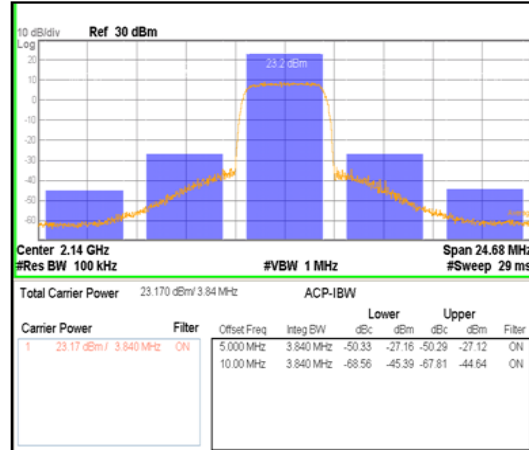 10 dB/div Ref 30 dBm
Log
20
10
0
-10
-20
-30
-40
-50
-60
23.2 dBm
Center 2.14 GHz Span 24.68 MHz
#Res BW 100 kHz #VBW 1 MHz #Sweep 29 ms
Total Carrier Power 23.170 dBm/ 3.84 MHz ACP-IBW
Lower Upper
Carrier Power Filter Offset Freq Integ BW dBc dBm dBc dBm Filter
1 23.17 dBm / 3.840 MHz ON 5.000 MHz 3.840 MHz -50.33 -27.16 -50.29 -27.12 ON
10.00 MHz 3.840 MHz -68.56 -45.39 -67.81 -44.64 ON